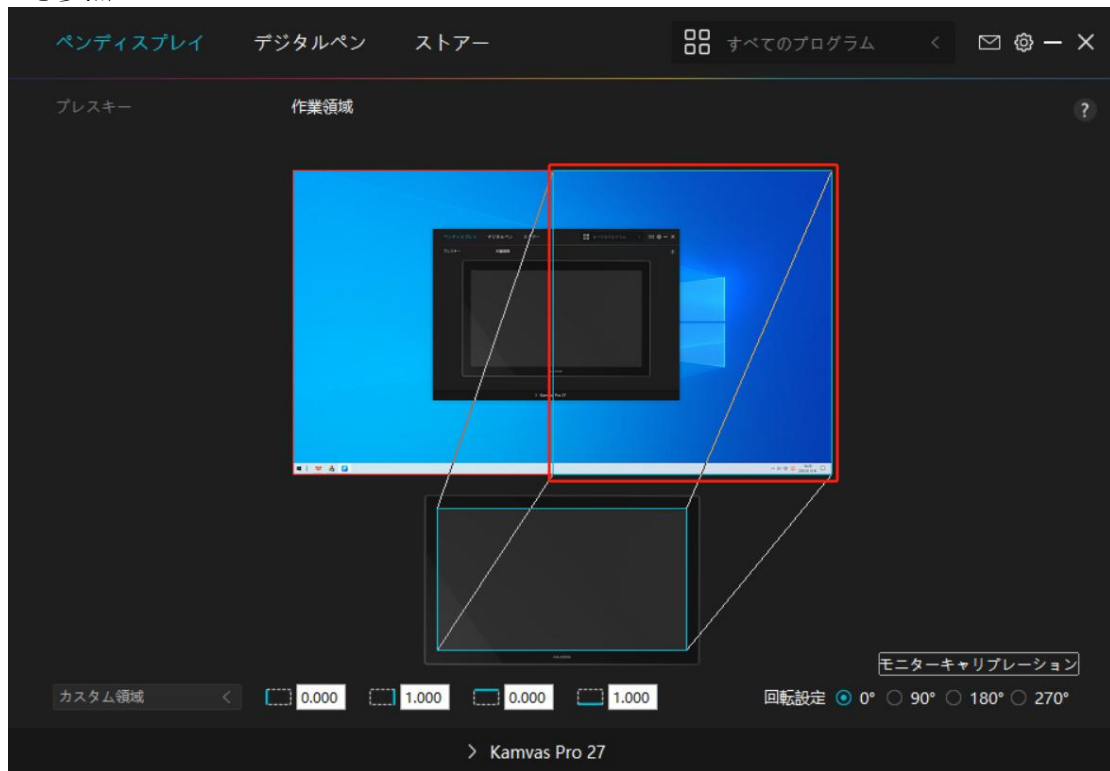 ペンディスプレイ デジタルペン ストアー すべてのプログラム
プレスキー 作業領域 ?
モニターキャリブレーション
カスタム領域 0.000 1.000 0.000 1.000 回転設定 0° 90° 180° 270°
Kamvas Pro 27